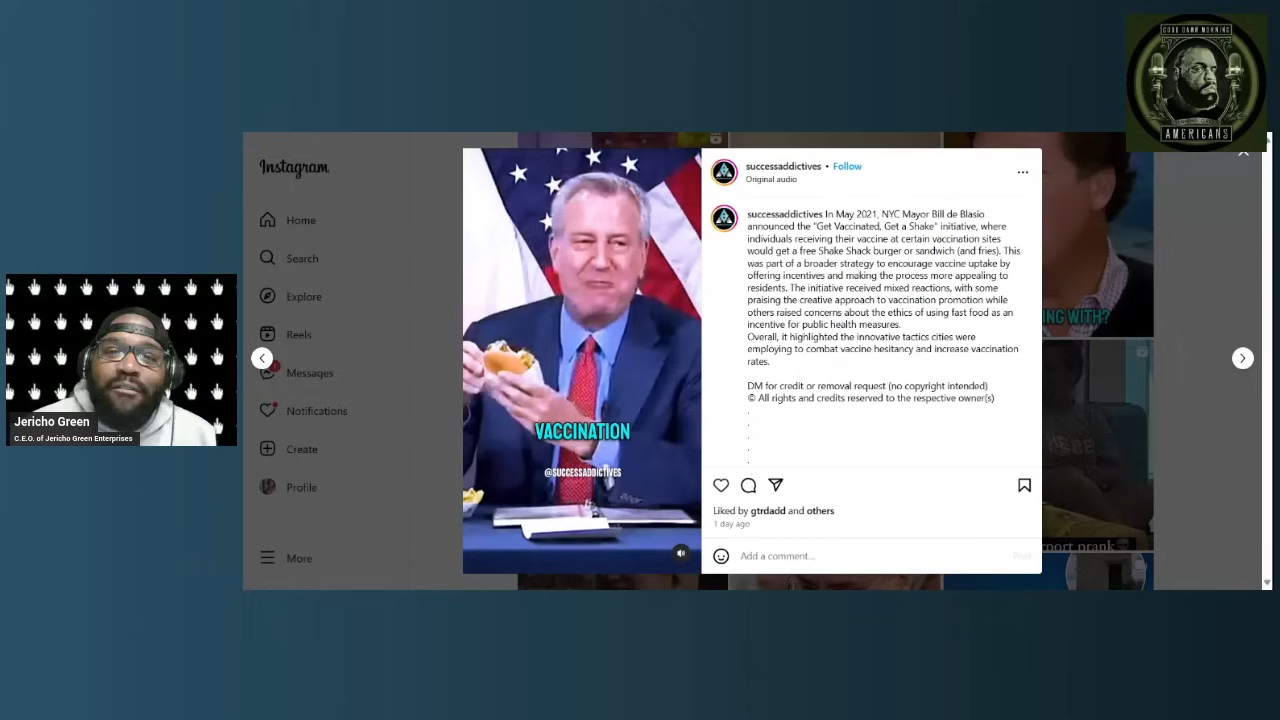 GOOD DAMN MORNING
AMERICANS
Instagram
Home
Search
Explore
Reels
Messages
Notifications
Create
Profile
More
Jericho Green
C.E.O. of Jericho Green Enterprises
VACCINATION
@SUCCESSADDICTIVES
successaddictives • Follow
Original audio
successaddictives In May 2021, NYC Mayor Bill de Blasio
announced the "Get Vaccinated, Get a Shake" initiative, where
individuals receiving their vaccine at certain vaccination sites
would get a free Shake Shack burger or sandwich (and fries). This
was part of a broader strategy to encourage vaccine uptake by
offering incentives and making the process more appealing to
residents. The initiative received mixed reactions, with some
praising the creative approach to vaccination promotion while
others raised concerns about the ethics of using fast food as an
incentive for public health measures.
Overall, it highlighted the innovative tactics cities were
employing to combat vaccine hesitancy and increase vaccination
rates.
DM for credit or removal request (no copyright intended)
© All rights and credits reserved to the respective owner(s)
.
.
.
.
.
Liked by gtrdadd and others
1 day ago
Add a comment...
Post
ING WITH?
port prank